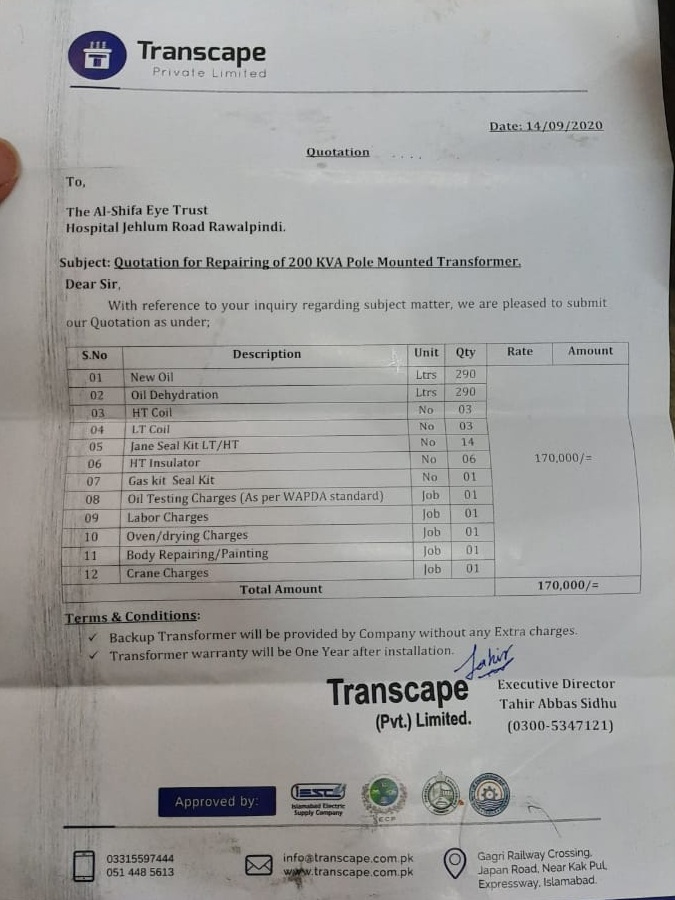 Transcape
Private Limited
Date: 14/09/2020
Quotation ....
To,
The Al-Shifa Eye Trust
Hospital Jehlum Road Rawalpindi.
Subject: Quotation for Repairing of 200 KVA Pole Mounted Transformer.
Dear Sir,
With reference to your inquiry regarding subject matter, we are pleased to submit
our Quotation as under;
S.No Description Unit Qty Rate Amount
01 New Oil Ltrs 290
02 Oil Dehydration Ltrs 290
03 HT Coil No 03
04 LT Coil No 03
05 Jane Seal Kit LT/HT No 14
06 HT Insulator No 06 170,000/=
07 Gas kit Seal Kit No 01
08 Oil Testing Charges (As per WAPDA standard) Job 01
09 Labor Charges Job 01
10 Oven/drying Charges Job 01
11 Body Repairing/Painting Job 01
12 Crane Charges Job 01
Total Amount 170,000/=
Terms & Conditions:
✓ Backup Transformer will be provided by Company without any Extra charges.
✓ Transformer warranty will be One Year after installation.
Tahir
Transcape
(Pvt.) Limited.
Executive Director
Tahir Abbas Sidhu
(0300-5347121)
Approved by:
IESCO
Islamabad Electric
Supply Company
ECP
03315597444
051 448 5613
info@transcape.com.pk
www.transcape.com.pk
Gagri Railway Crossing,
Japan Road, Near Kak Pul,
Expressway, Islamabad.